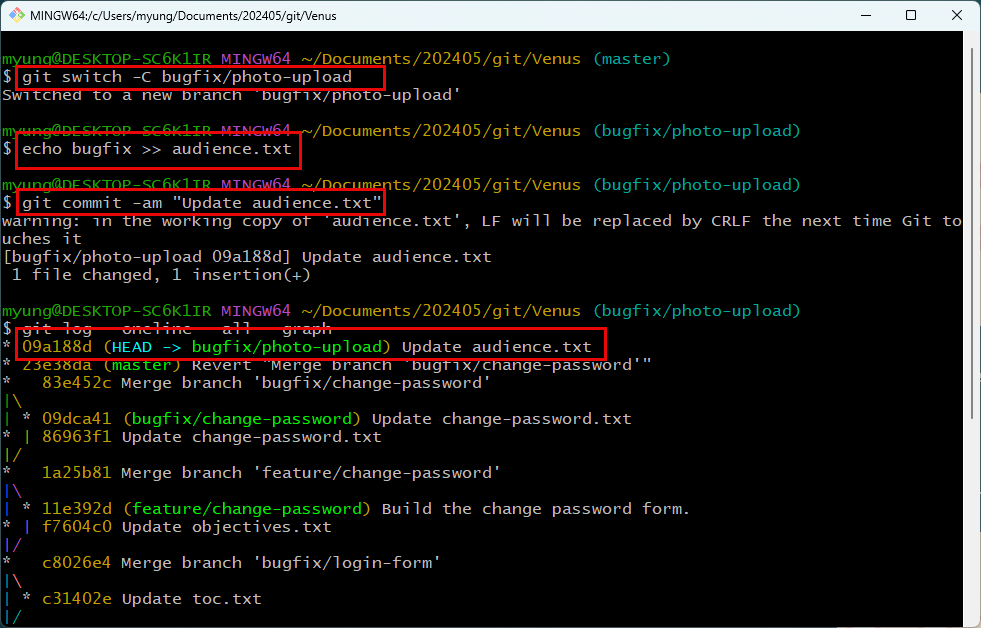 MINGW64:/c/Users/myung/Documents/202405/git/Venus
myung@DESKTOP-SC6K1IR MINGW64 ~/Documents/202405/git/Venus (master)
$ git switch -C bugfix/photo-upload
Switched to a new branch 'bugfix/photo-upload'
myung@DESKTOP-SC6K1IR MINGW64 ~/Documents/202405/git/Venus (bugfix/photo-upload)
$ echo bugfix >> audience.txt
myung@DESKTOP-SC6K1IR MINGW64 ~/Documents/202405/git/Venus (bugfix/photo-upload)
$ git commit -am "Update audience.txt"
warning: in the working copy of 'audience.txt', LF will be replaced by CRLF the next time Git to
uches it
[bugfix/photo-upload 09a188d] Update audience.txt
 1 file changed, 1 insertion(+)
myung@DESKTOP-SC6K1IR MINGW64 ~/Documents/202405/git/Venus (bugfix/photo-upload)
$ git log --oneline --all --graph
* 09a188d (HEAD -> bugfix/photo-upload) Update audience.txt
* 23e38da (master) Revert "Merge branch 'bugfix/change-password'"
*   83e452c Merge branch 'bugfix/change-password'
|\
| * 09dca41 (bugfix/change-password) Update change-password.txt
* | 86963f1 Update change-password.txt
|/
*   1a25b81 Merge branch 'feature/change-password'
|\
| * 11e392d (feature/change-password) Build the change password form.
* | f7604c0 Update objectives.txt
|/
*   c8026e4 Merge branch 'bugfix/login-form'
|\
| * c31402e Update toc.txt
|/